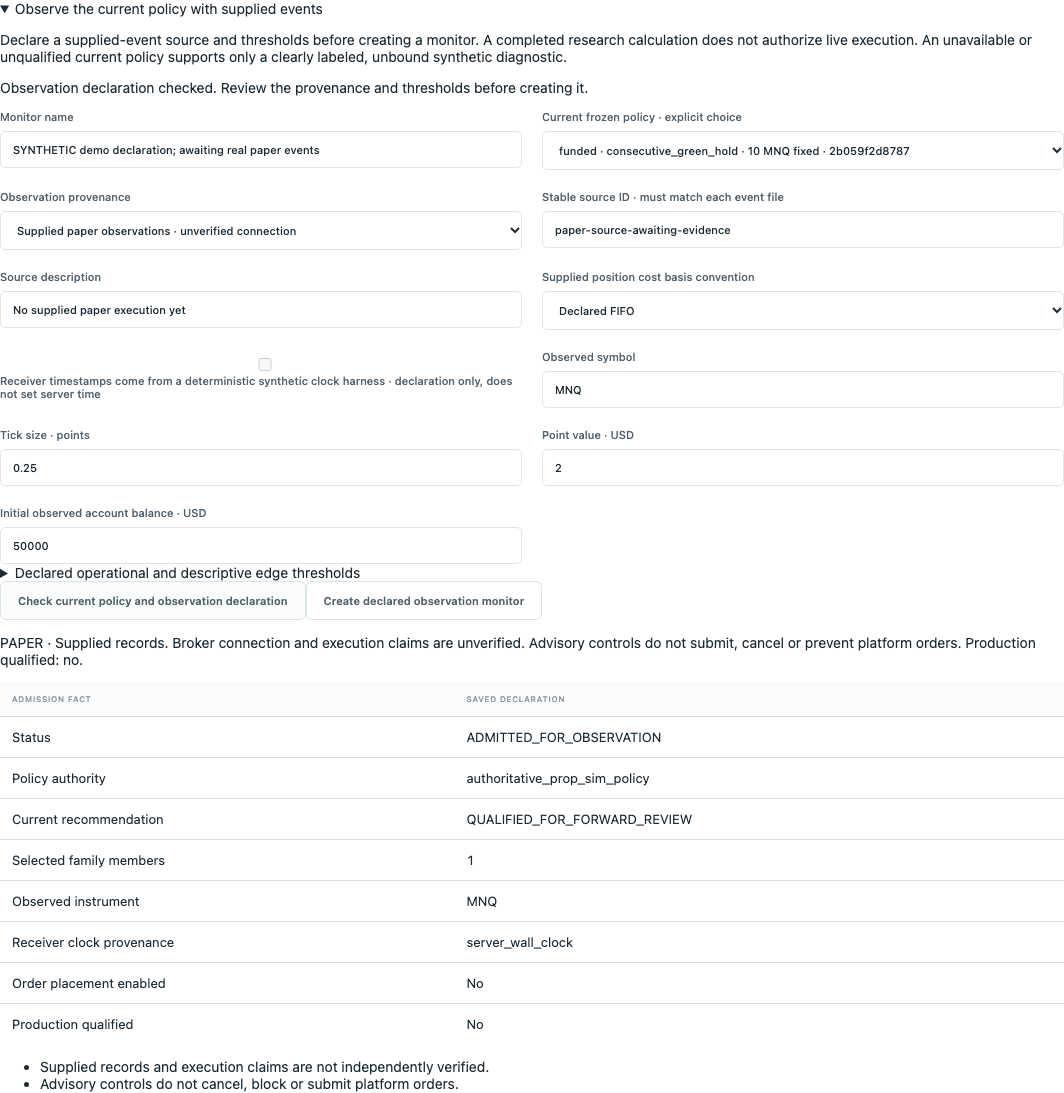 Observe the current policy with supplied events
Declare a supplied-event source and thresholds before creating a monitor. A completed research calculation does not authorize live execution. An unavailable or
unqualified current policy supports only a clearly labeled, unbound synthetic diagnostic.
Observation declaration checked. Review the provenance and thresholds before creating it.
Monitor name
SYNTHETIC demo declaration; awaiting real paper events
Current frozen policy · explicit choice
funded · consecutive_green_hold · 10 MNQ fixed · 2b059f2d8787
Observation provenance
Supplied paper observations · unverified connection
Stable source ID · must match each event file
paper-source-awaiting-evidence
Source description
No supplied paper execution yet
Supplied position cost basis convention
Declared FIFO
Receiver timestamps come from a deterministic synthetic clock harness · declaration only, does
not set server time
Observed symbol
MNQ
Tick size · points
0.25
Point value · USD
2
Initial observed account balance · USD
50000
Declared operational and descriptive edge thresholds
Check current policy and observation declaration
Create declared observation monitor
PAPER · Supplied records. Broker connection and execution claims are unverified. Advisory controls do not submit, cancel or prevent platform orders. Production
qualified: no.
ADMISSION FACT
SAVED DECLARATION
Status
ADMITTED_FOR_OBSERVATION
Policy authority
authoritative_prop_sim_policy
Current recommendation
QUALIFIED_FOR_FORWARD_REVIEW
Selected family members
1
Observed instrument
MNQ
Receiver clock provenance
server_wall_clock
Order placement enabled
No
Production qualified
No
• Supplied records and execution claims are not independently verified.
• Advisory controls do not cancel, block or submit platform orders.